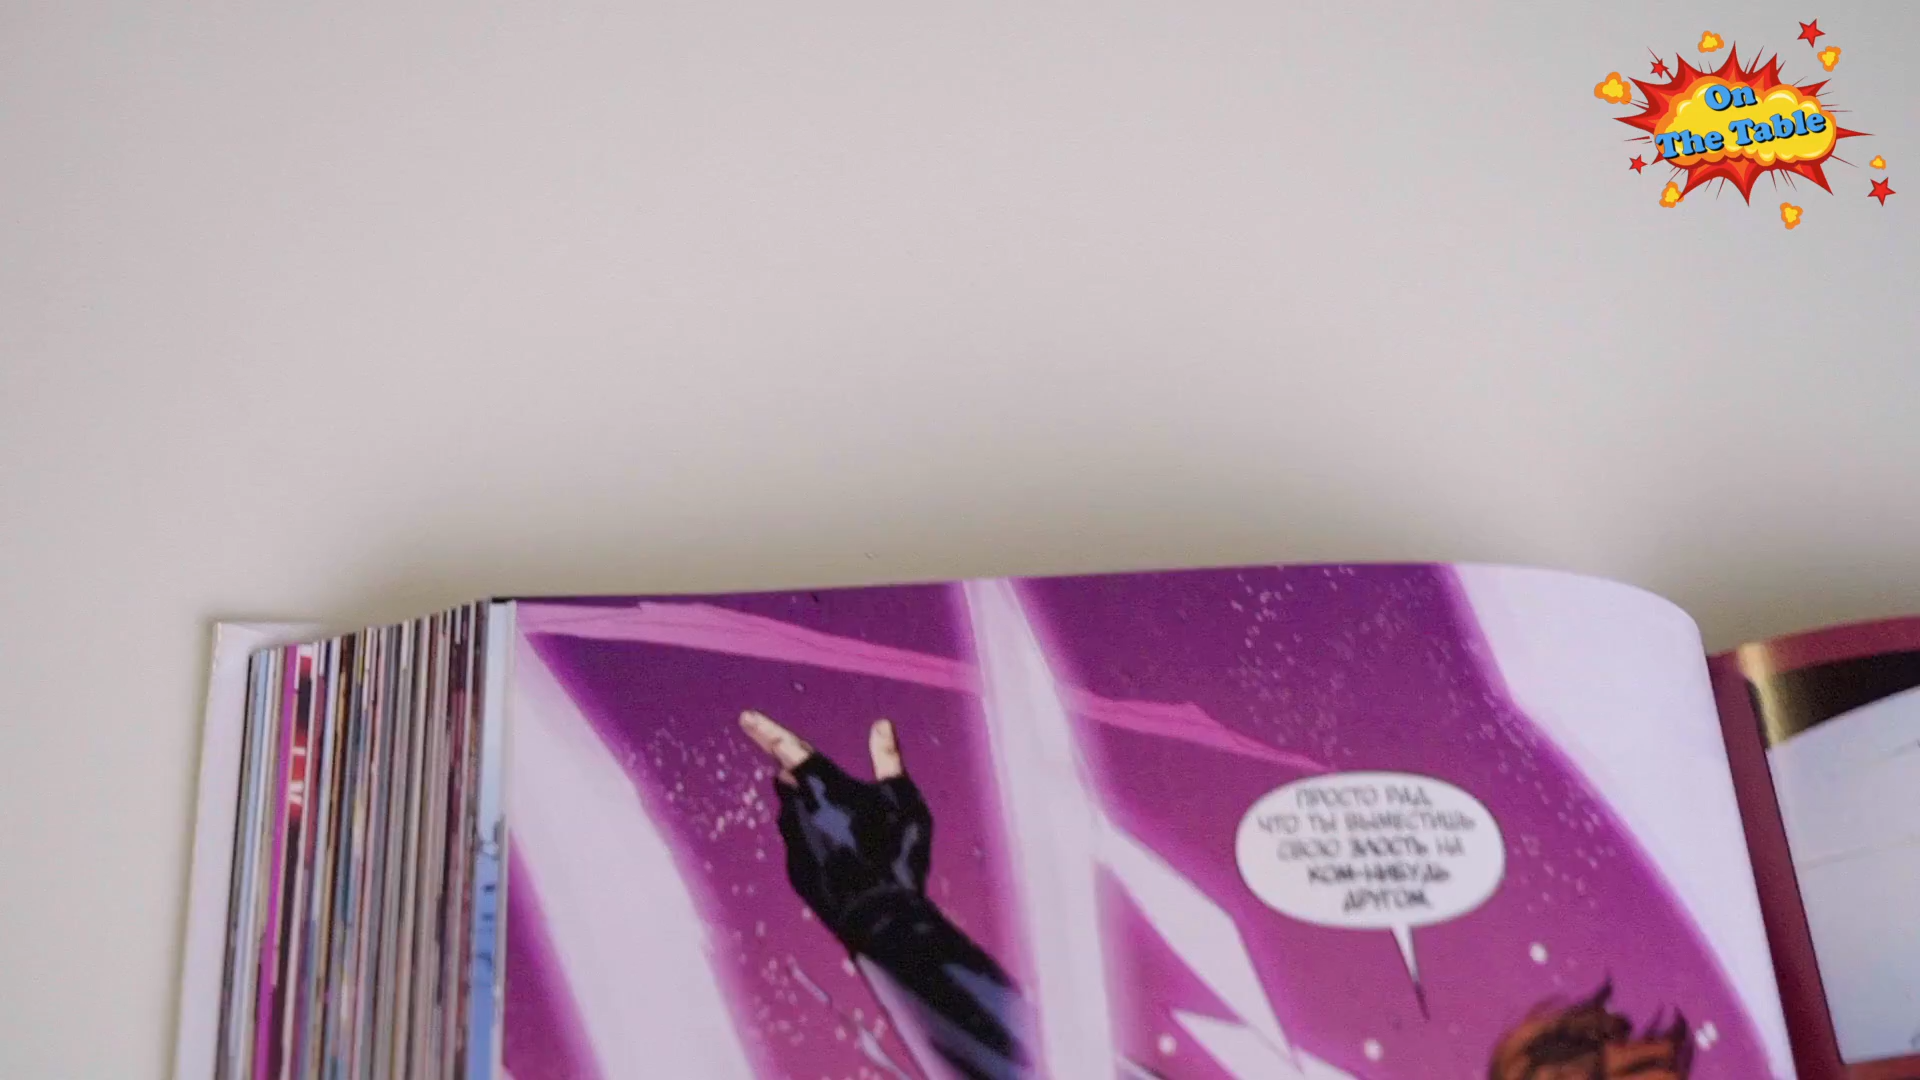 On
The Table
ПРОСТО РАД,
ЧТО ТЫ ВЫМЕСТИШЬ
СВОЮ ЗЛОСТЬ НА
КОМ-НИБУДЬ
ДРУГОМ.